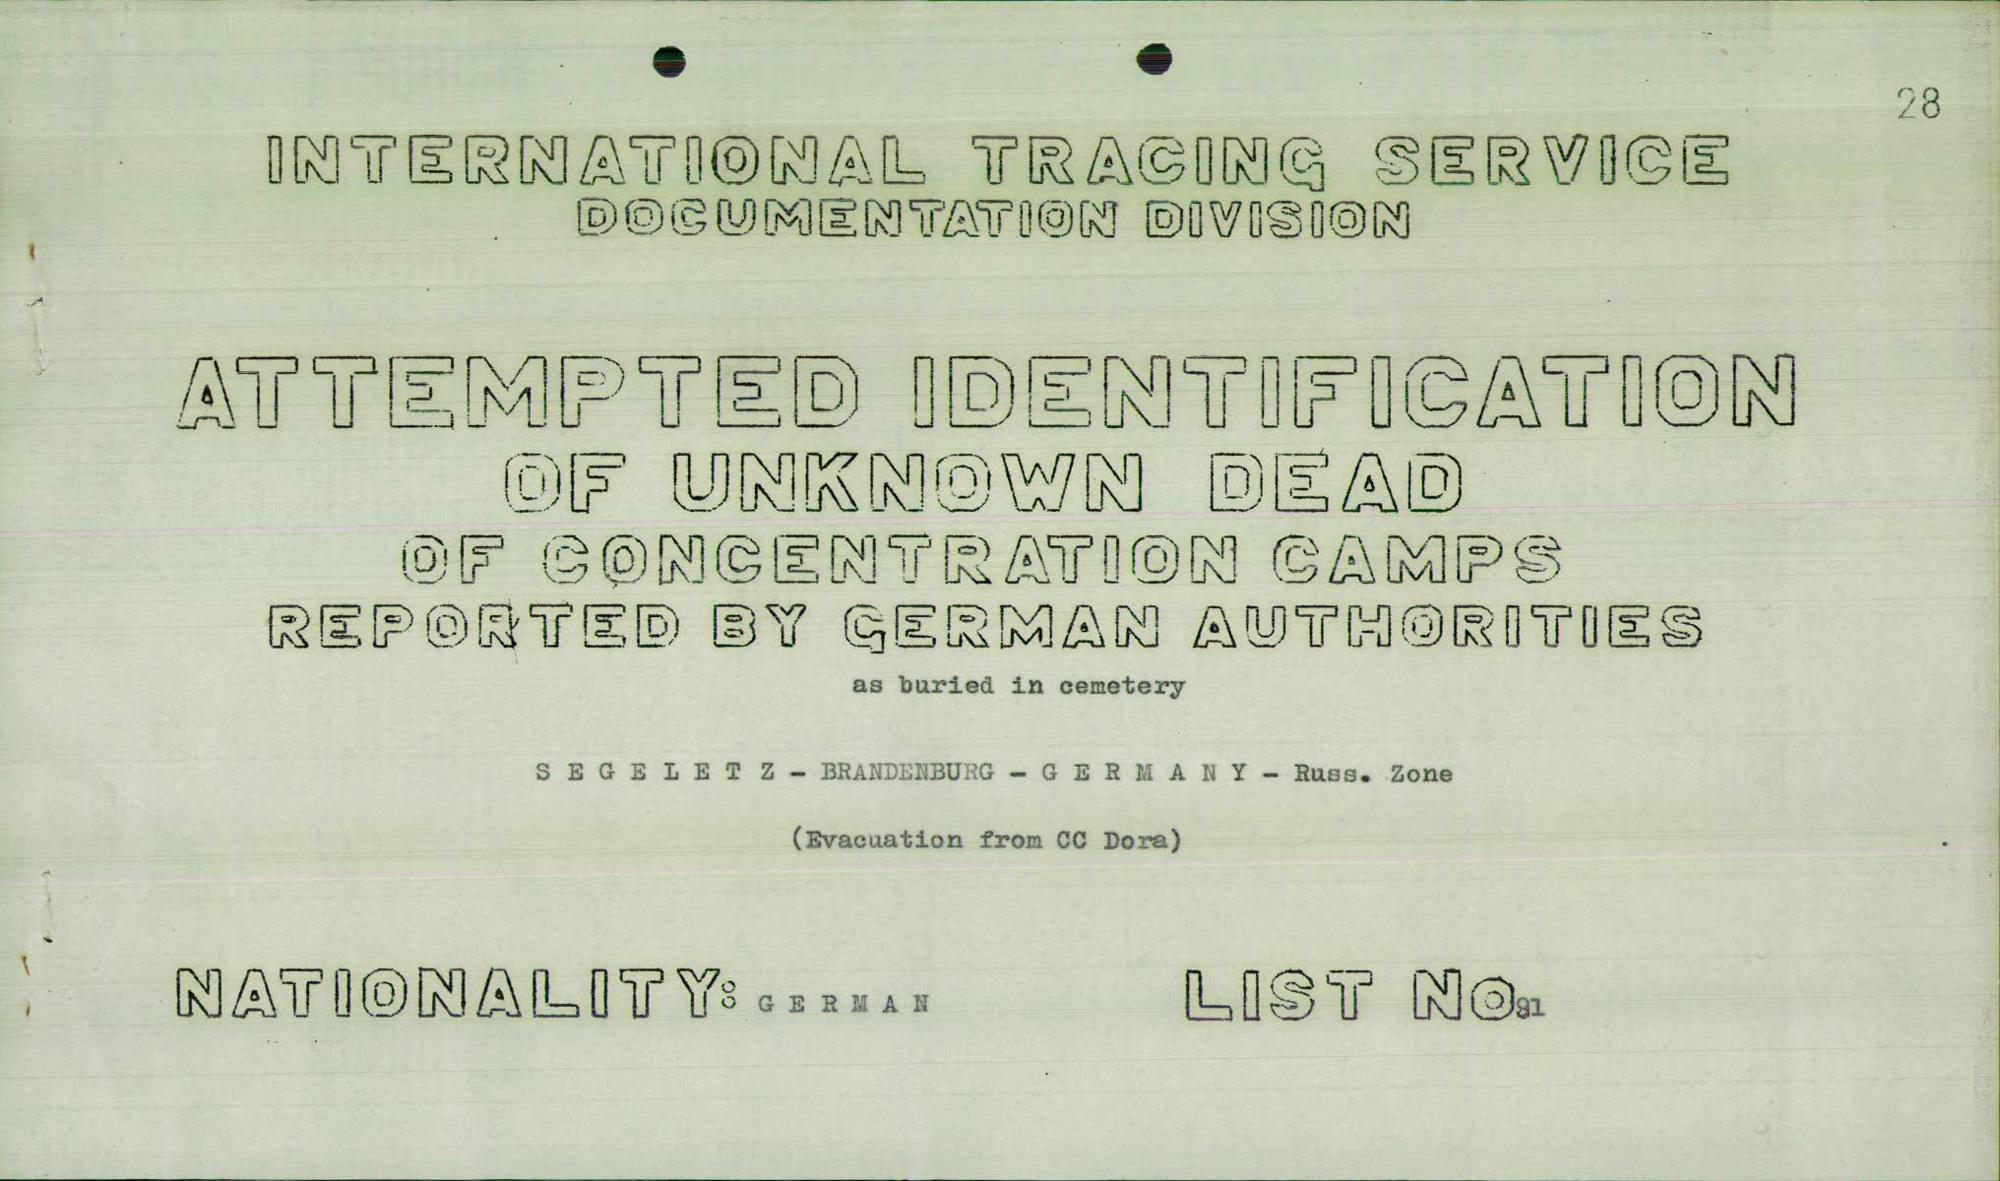 28
INTERNATIONAL TRACING SERVICE
DOCUMENTATION DIVISION
ATTEMPTED IDENTIFICATION
OF UNKNOWN DEAD
OF CONCENTRATION CAMPS
REPORTED BY GERMAN AUTHORITIES
as buried in cemetery
S E G E L E T Z - BRANDENBURG - G E R M A N Y - Russ. Zone
(Evacuation from CC Dora)
NATIONALITY: G E R M A N LIST NO. 91